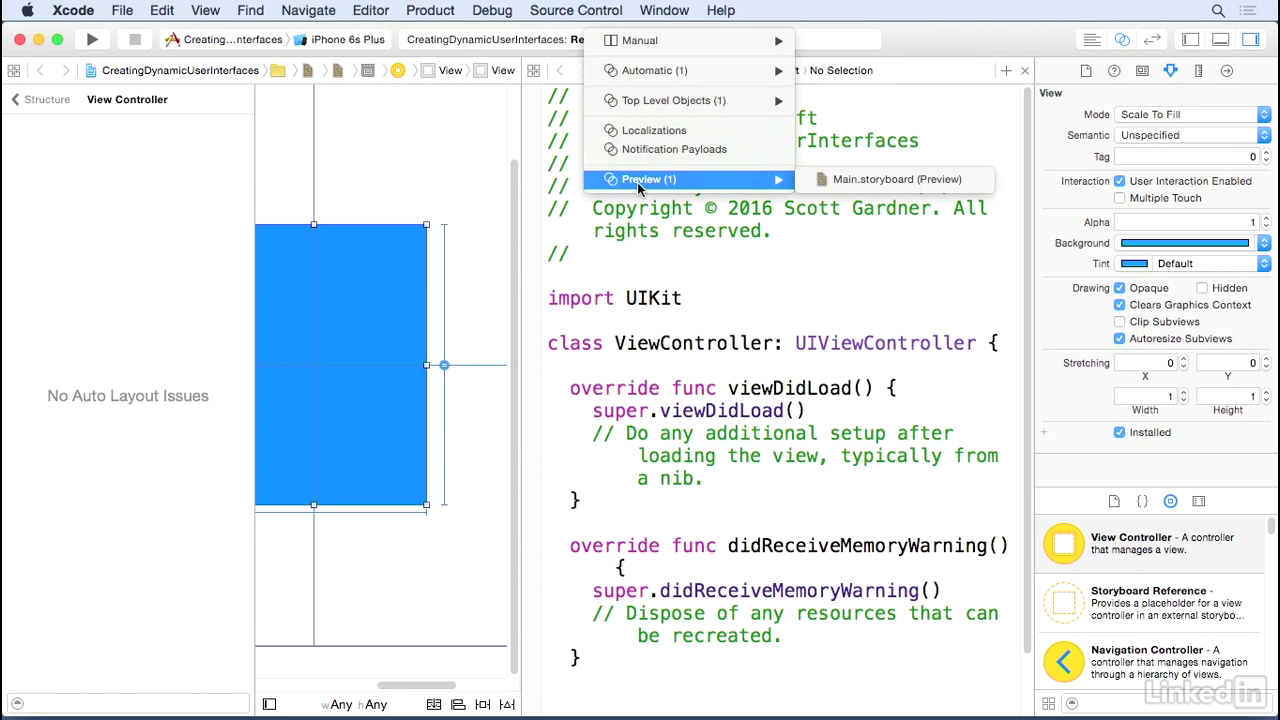 Xcode File Edit View Find Navigate Editor Product Debug Source Control Window Help
Creating...nterfaces iPhone 6s Plus CreatingDynamicUserInterfaces: Re
CreatingDynamicUserInterfaces View View No Selection
Structure View Controller
No Auto Layout Issues
wAny hAny
Manual
Automatic (1)
Top Level Objects (1)
Localizations
Notification Payloads
Preview (1)
Main.storyboard (Preview)
//
// ft
// rInterfaces
//
//
// Copyright © 2016 Scott Gardner. All
rights reserved.
//
import UIKit
class ViewController: UIViewController {
override func viewDidLoad() {
super.viewDidLoad()
// Do any additional setup after
loading the view, typically from
a nib.
}
override func didReceiveMemoryWarning()
{
super.didReceiveMemoryWarning()
// Dispose of any resources that can
be recreated.
}
View
Mode Scale To Fill
Semantic Unspecified
Tag 0
Interaction User Interaction Enabled
Multiple Touch
Alpha 1
Background
Tint Default
Drawing Opaque Hidden
Clears Graphics Context
Clip Subviews
Autoresize Subviews
Stretching 0 0
X Y
1 1
Width Height
Installed
View Controller - A controller
that manages a view.
Storyboard Reference -
Provides a placeholder for a view
controller in an external storybo...
Navigation Controller - A
controller that manages navigation
through a hierarchy of views.
Linked in